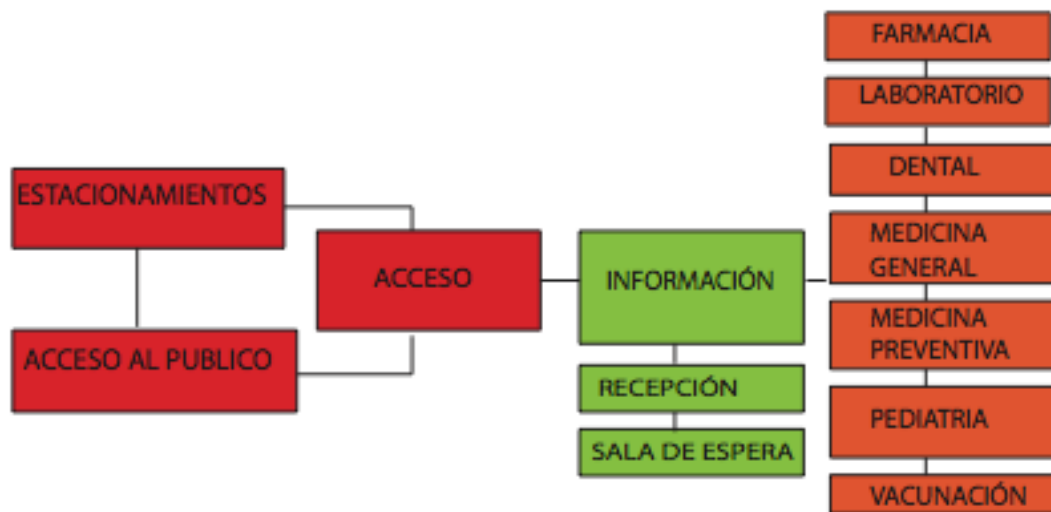 ESTACIONAMIENTOS
ACCESO AL PUBLICO
ACCESO
INFORMACIÓN
RECEPCIÓN
SALA DE ESPERA
FARMACIA
LABORATORIO
DENTAL
MEDICINA
GENERAL
MEDICINA
PREVENTIVA
PEDIATRIA
VACUNACIÓN